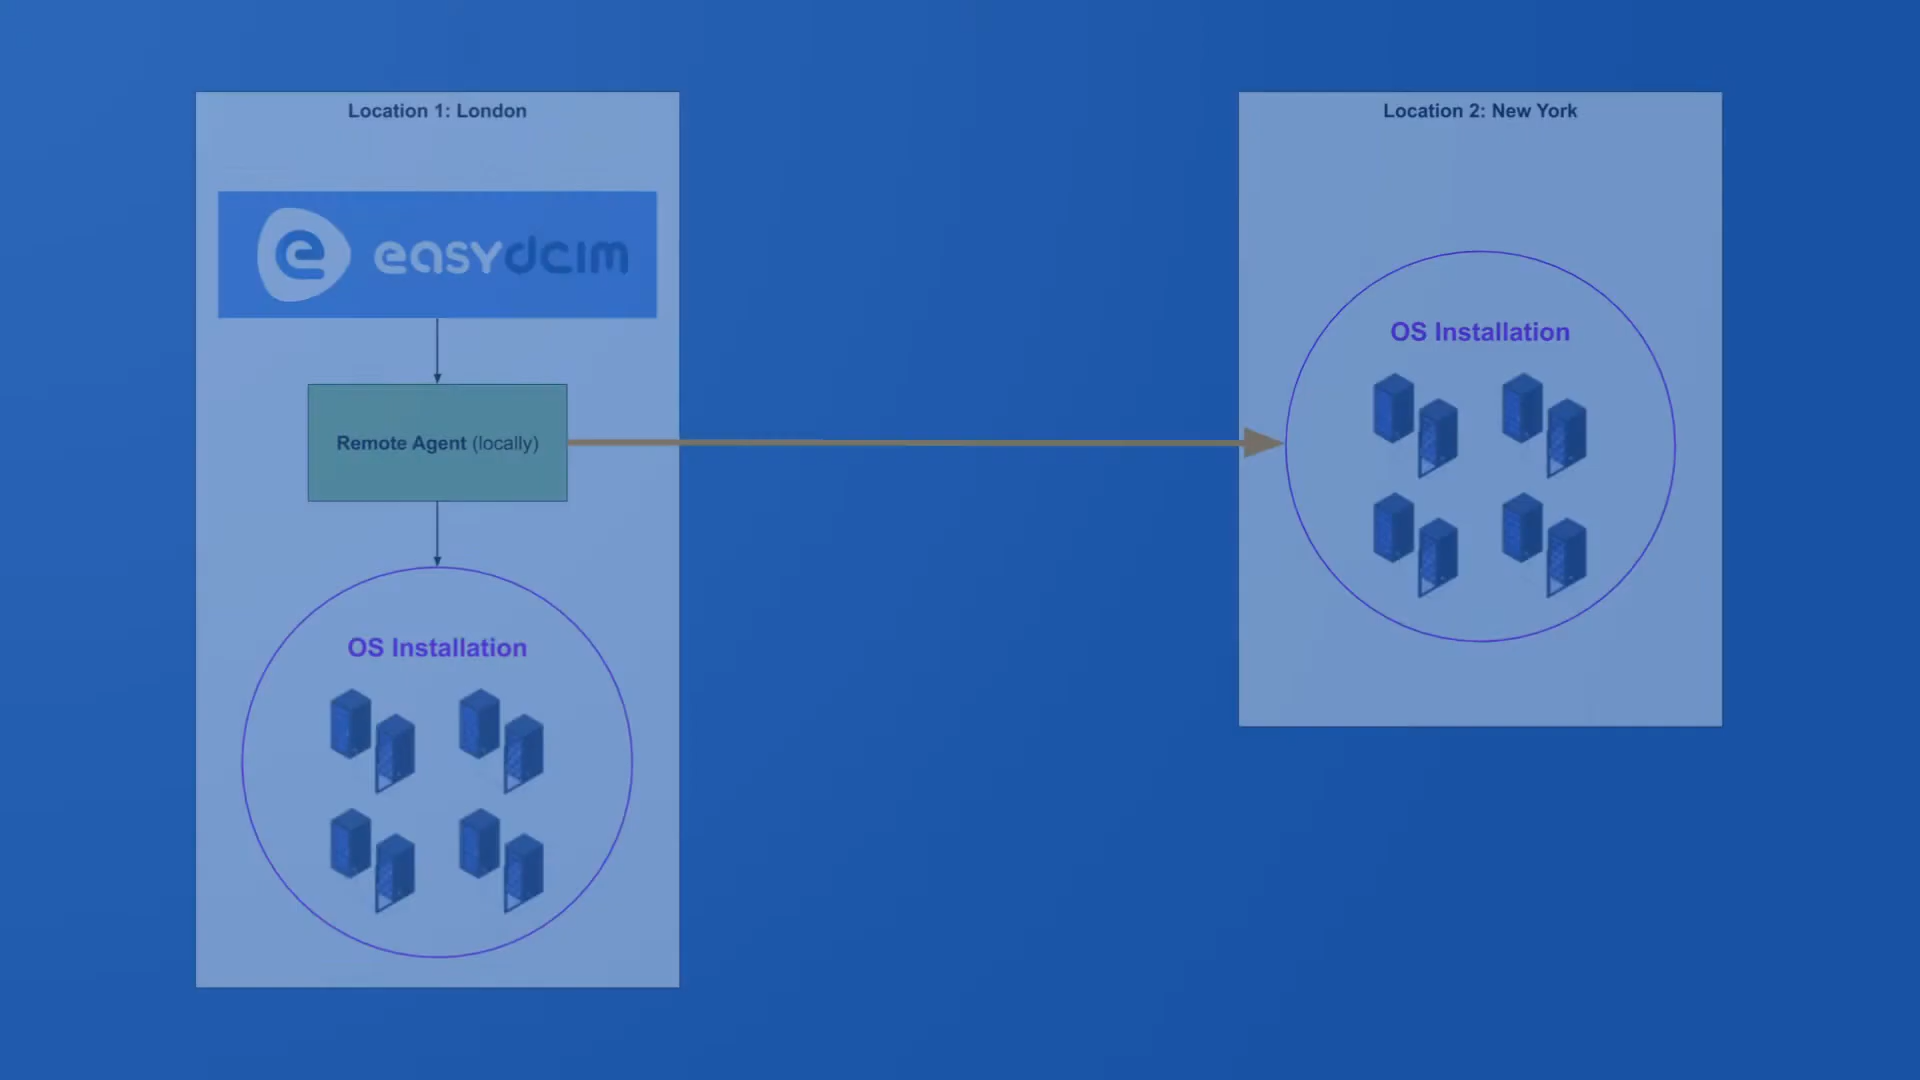 Location 1: London
easydcim
Remote Agent (locally)
OS Installation
Location 2: New York
OS Installation